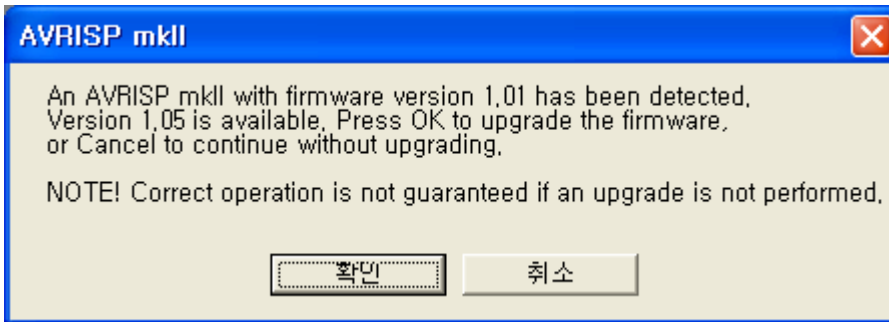 AVRISP mkII
An AVRISP mkII with firmware version 1.01 has been detected.
Version 1.05 is available. Press OK to upgrade the firmware,
or Cancel to continue without upgrading.
NOTE! Correct operation is not guaranteed if an upgrade is not performed.
확인 취소